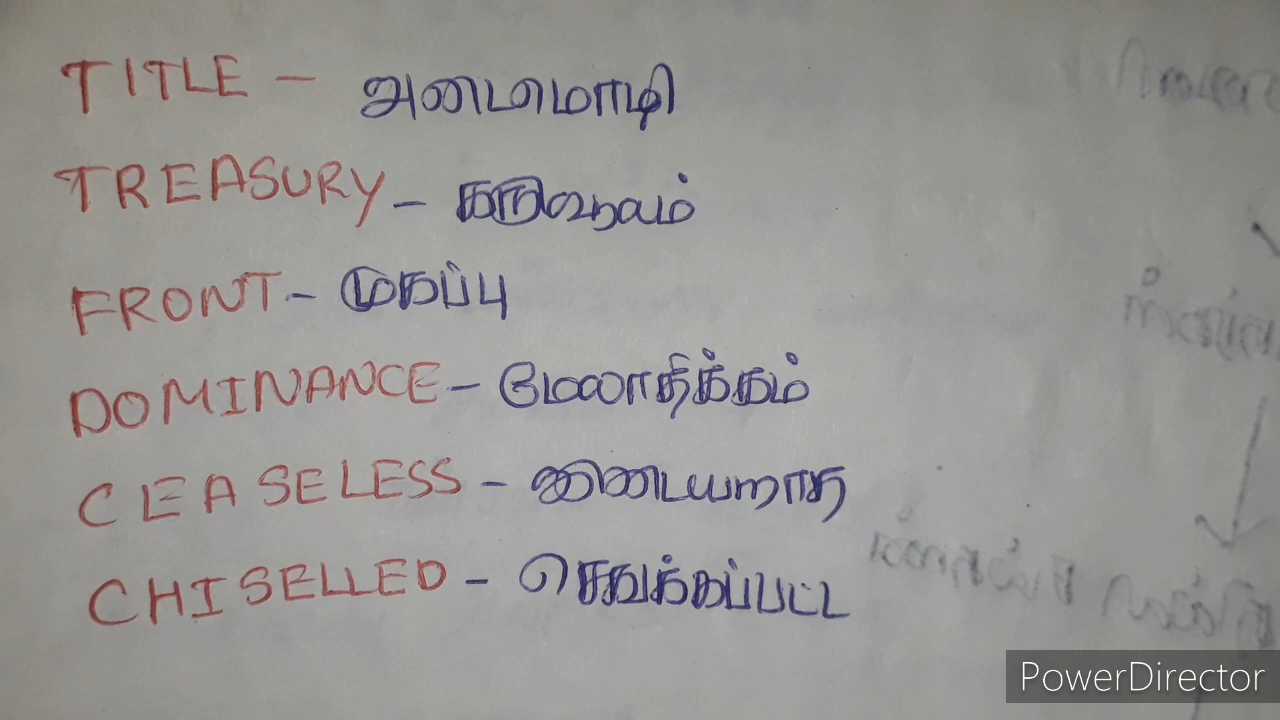 TITLE - அடைமொழி
TREASURY - கருவூலம்
FRONT - முகப்பு
DOMINANCE - மேலாதிக்கம்
CEASELESS - இடையறாத
CHISELLED - செதுக்கப்பட்ட
PowerDirector